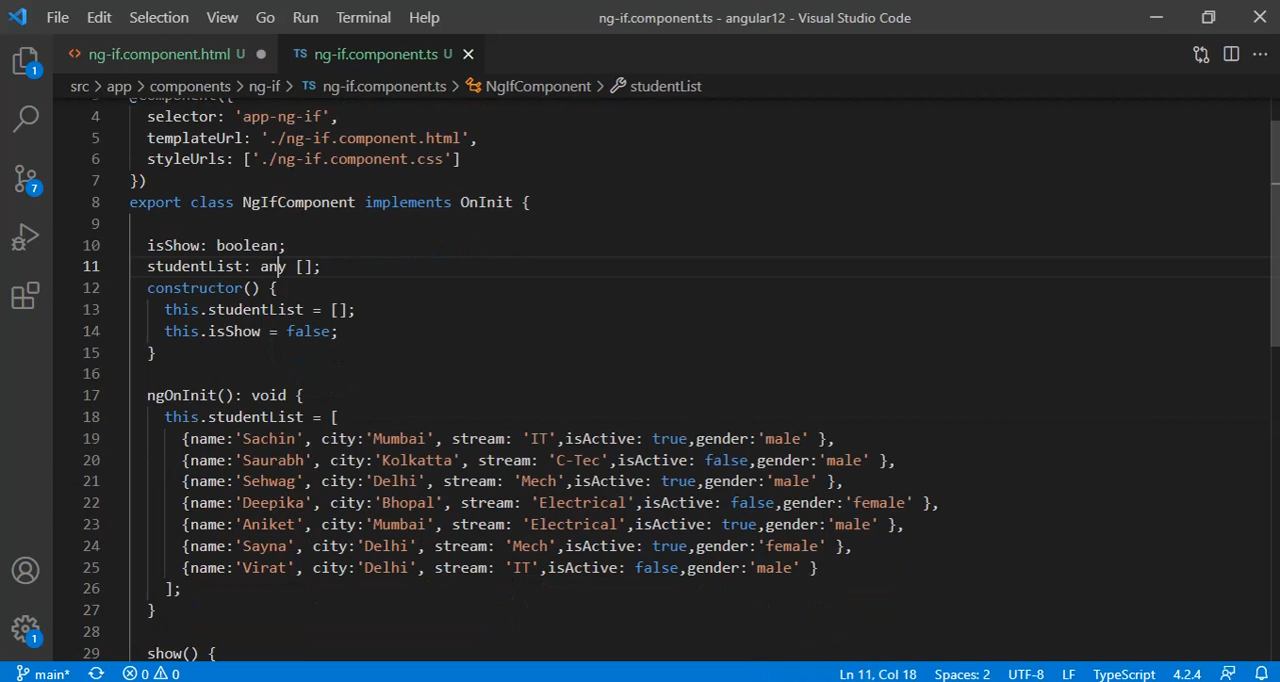 File Edit Selection View Go Run Terminal Help ng-if.component.ts - angular12 - Visual Studio Code
ng-if.component.html U TS ng-if.component.ts U
src > app > components > ng-if > TS ng-if.component.ts > NgIfComponent > studentList
3 @Component({
4 selector: 'app-ng-if',
5 templateUrl: './ng-if.component.html',
6 styleUrls: ['./ng-if.component.css']
7 })
8 export class NgIfComponent implements OnInit {
9
10 isShow: boolean;
11 studentList: any [];
12 constructor() {
13 this.studentList = [];
14 this.isShow = false;
15 }
16
17 ngOnInit(): void {
18 this.studentList = [
19 {name:'Sachin', city:'Mumbai', stream: 'IT',isActive: true,gender:'male' },
20 {name:'Saurabh', city:'Kolkatta', stream: 'C-Tec',isActive: false,gender:'male' },
21 {name:'Sehwag', city:'Delhi', stream: 'Mech',isActive: true,gender:'male' },
22 {name:'Deepika', city:'Bhopal', stream: 'Electrical',isActive: false,gender:'female' },
23 {name:'Aniket', city:'Mumbai', stream: 'Electrical',isActive: true,gender:'male' },
24 {name:'Sayna', city:'Delhi', stream: 'Mech',isActive: true,gender:'female' },
25 {name:'Virat', city:'Delhi', stream: 'IT',isActive: false,gender:'male' }
26 ];
27 }
28
29 show() {
1
7
1
main* 0 0 Ln 11, Col 18 Spaces: 2 UTF-8 LF TypeScript 4.2.4